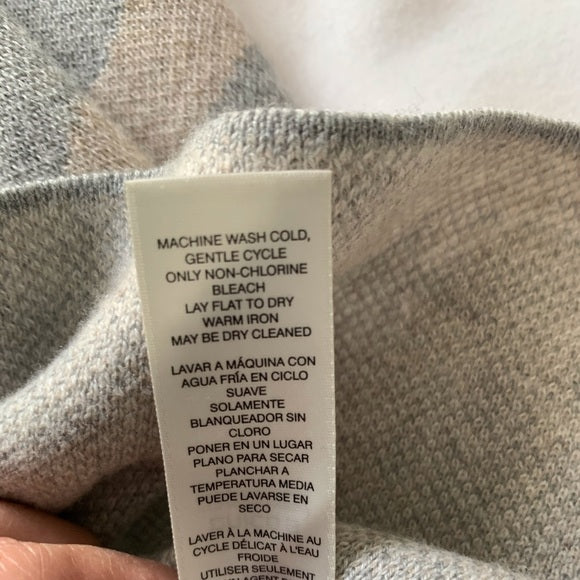 MACHINE WASH COLD,
GENTLE CYCLE
ONLY NON-CHLORINE
BLEACH
LAY FLAT TO DRY
WARM IRON
MAY BE DRY CLEANED
LAVAR A MÁQUINA CON
AGUA FRÍA EN CICLO
SUAVE
SOLAMENTE
BLANQUEADOR SIN
CLORO
PONER EN UN LUGAR
PLANO PARA SECAR
PLANCHAR A
TEMPERATURA MEDIA
PUEDE LAVARSE EN
SECO
LAVER À LA MACHINE AU
CYCLE DÉLICAT À L'EAU
FROIDE
UTILISER SEULEMENT
UN AGENT